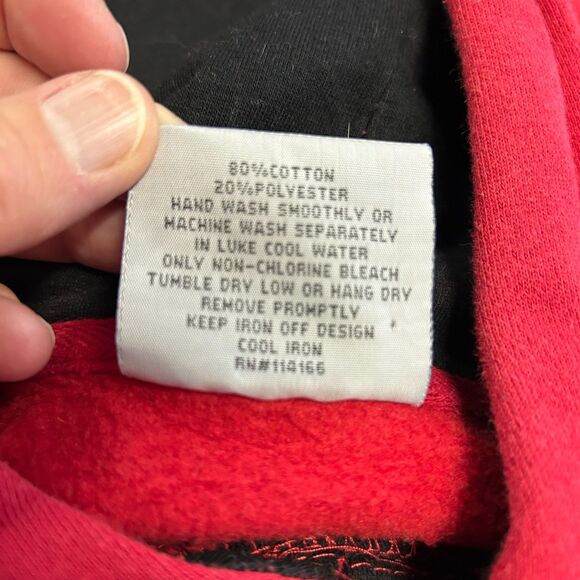 80%COTTON
20%POLYESTER
HAND WASH SMOOTHLY OR
MACHINE WASH SEPARATELY
IN LUKE COOL WATER
ONLY NON-CHLORINE BLEACH
TUMBLE DRY LOW OR HANG DRY
REMOVE PROMPTLY
KEEP IRON OFF DESIGN
COOL IRON
RN#114166